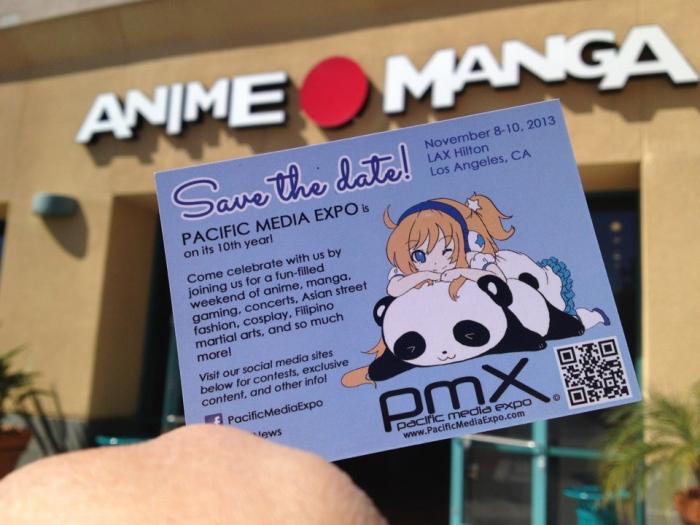 ANIME MANGA
Save the date!
November 8-10, 2013
LAX Hilton
Los Angeles, CA
PACIFIC MEDIA EXPO is
on its 10th year!
Come celebrate with us by
joining us for a fun-filled
weekend of anime, manga,
gaming, concerts, Asian street
fashion, cosplay, Filipino
martial arts, and so much
more!
Visit our social media sites
below for contests, exclusive
content, and other info!
f PacificMediaExpo
News
pmx ©
pacific media expo
www.PacificMediaExpo.com